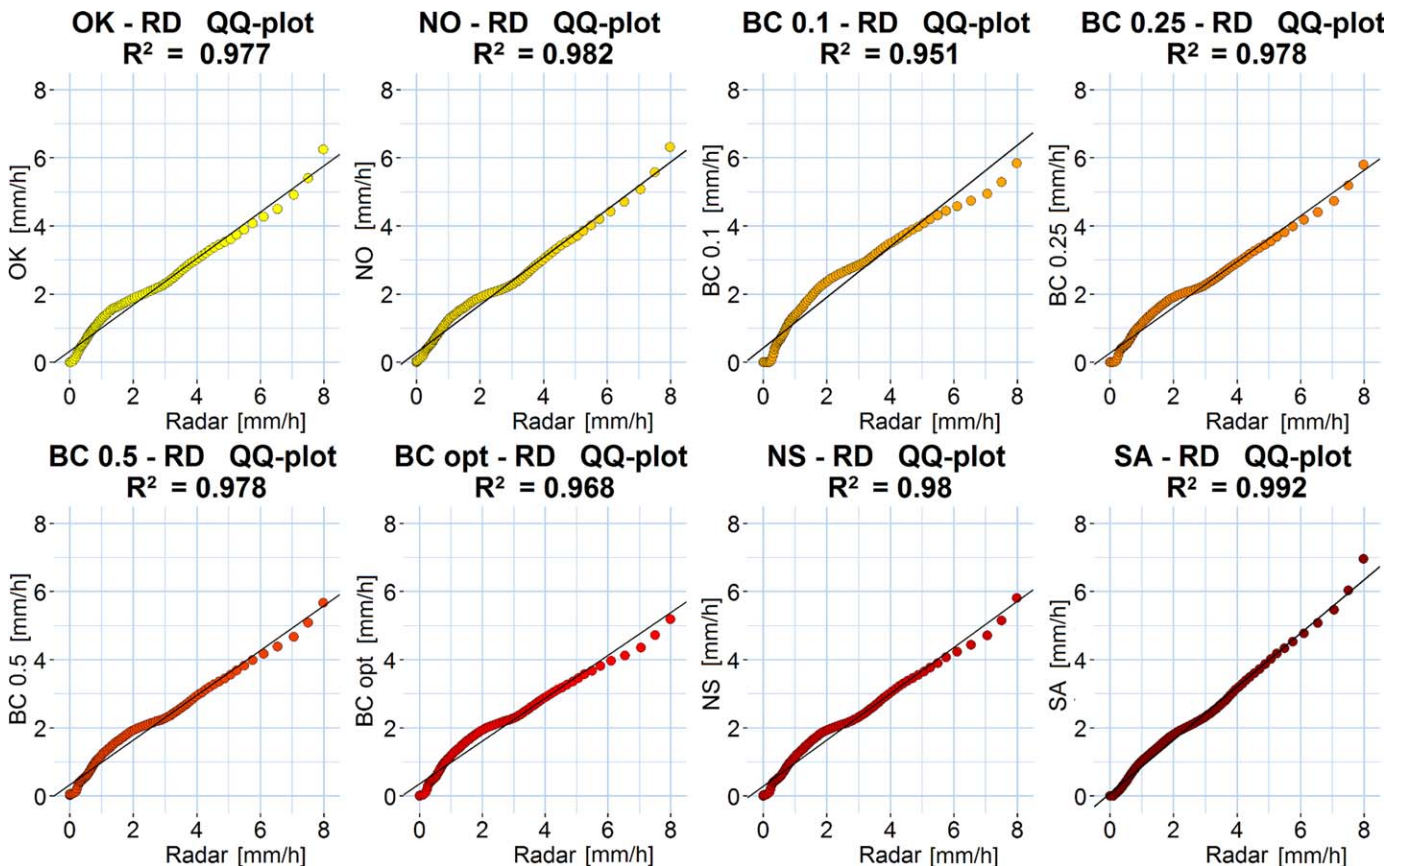 OK - RD QQ-plot
R² = 0.977
8
6
4
2
0
OK [mm/h]
0 2 4 6 8
Radar [mm/h]
NO - RD QQ-plot
R² = 0.982
8
6
4
2
0
NO [mm/h]
0 2 4 6 8
Radar [mm/h]
BC 0.1 - RD QQ-plot
R² = 0.951
8
6
4
2
0
BC 0.1 [mm/h]
0 2 4 6 8
Radar [mm/h]
BC 0.25 - RD QQ-plot
R² = 0.978
8
6
4
2
0
BC 0.25 [mm/h]
0 2 4 6 8
Radar [mm/h]
BC 0.5 - RD QQ-plot
R² = 0.978
8
6
4
2
0
BC 0.5 [mm/h]
0 2 4 6 8
Radar [mm/h]
BC opt - RD QQ-plot
R² = 0.968
8
6
4
2
0
BC opt [mm/h]
0 2 4 6 8
Radar [mm/h]
NS - RD QQ-plot
R² = 0.98
8
6
4
2
0
NS [mm/h]
0 2 4 6 8
Radar [mm/h]
SA - RD QQ-plot
R² = 0.992
8
6
4
2
0
SA [mm/h]
0 2 4 6 8
Radar [mm/h]